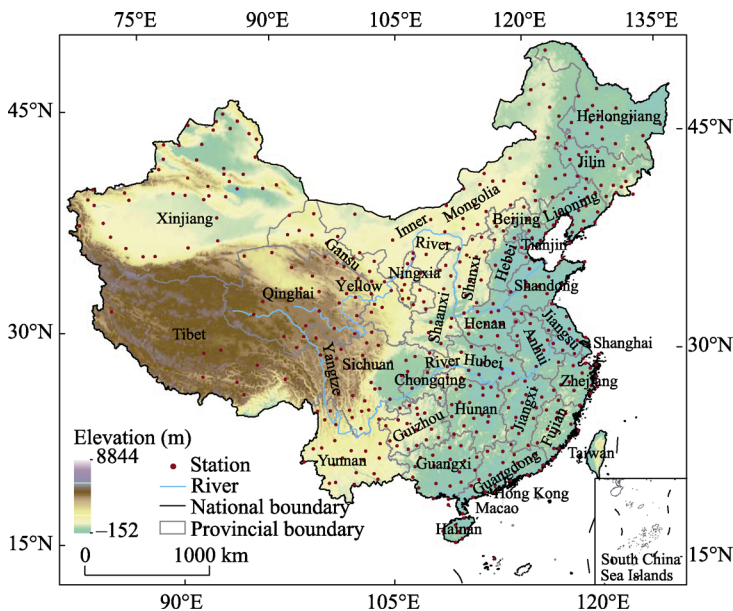 75°E 90°E 105°E 120°E 135°E
45°N
45°N
Heilongjiang
Jilin
Inner Mongolia
Liaoning
Beijing
Xinjiang
Tianjin
River
Hebei
Gansu
Ningxia
Shanxi
Shandong
Qinghai
Yellow
Shaanxi
30°N
Henan
Jiangsu
30°N
Tibet
Anhui
Shanghai
Yangtze
Sichuan
River
Hubei
Chongqing
Zhejiang
Hunan
Jiangxi
Guizhou
Fujian
Yunnan
Guangxi
Guangdong
Taiwan
Hong Kong
Macao
Hainan
Elevation (m)
8844
−152
Station
River
National boundary
Provincial boundary
0 1000 km
15°N
15°N
South China
Sea Islands
90°E 105°E 120°E